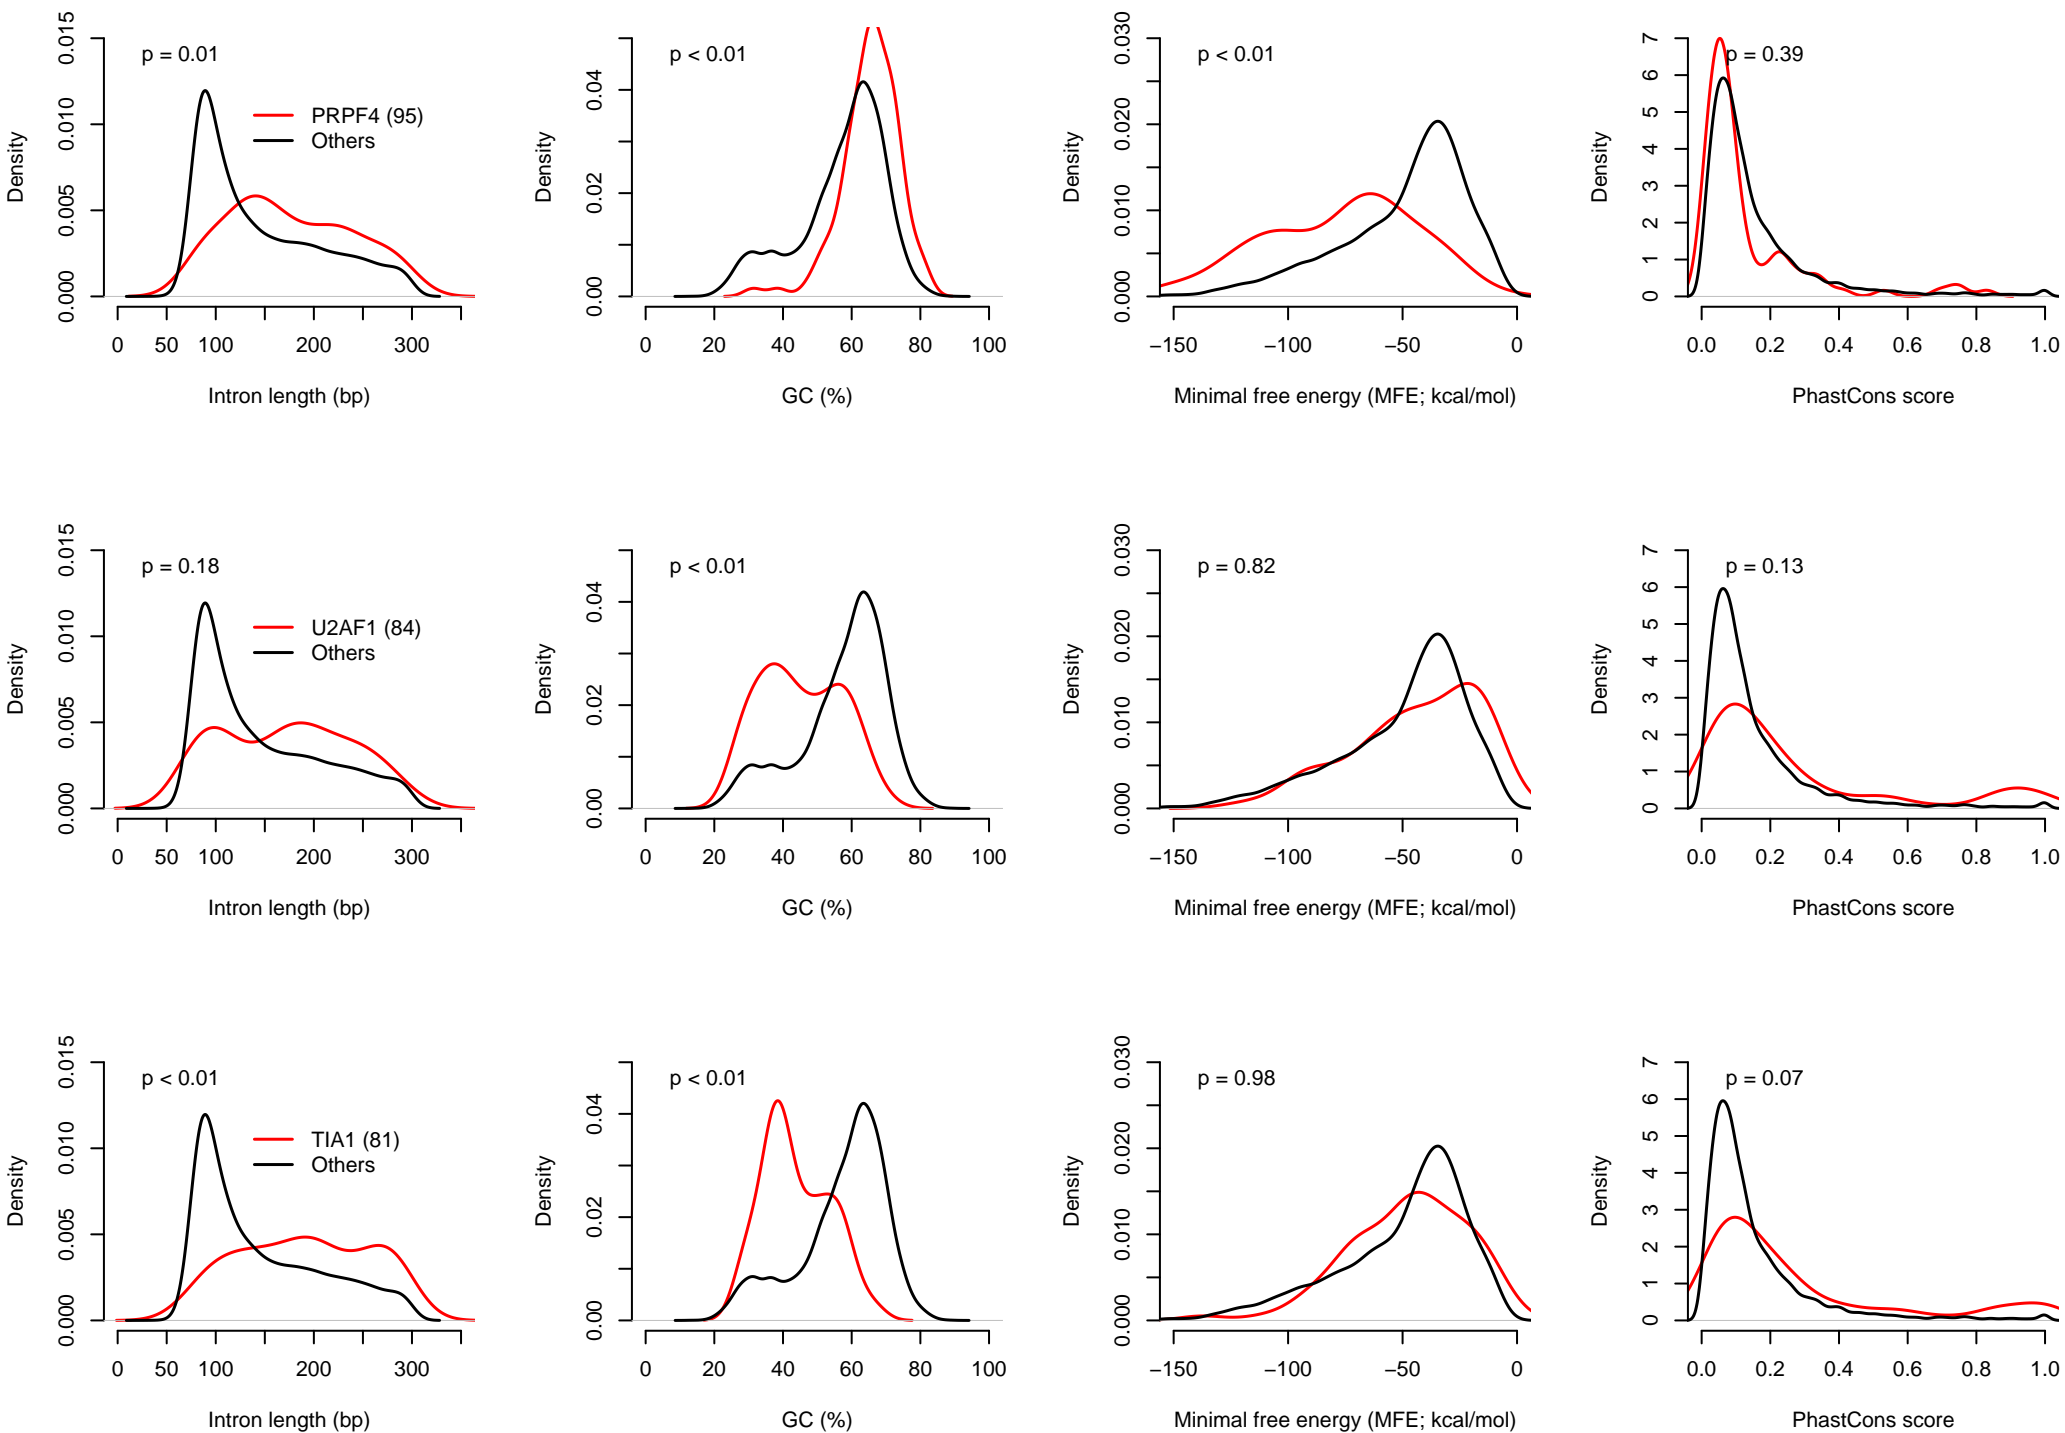 p = 0.01
PRPF4 (95)
Others
Density
0.000 0.005 0.010 0.015
0 50 100 200 300
Intron length (bp)
p < 0.01
Density
0.00 0.02 0.04
0 20 40 60 80 100
GC (%)
p < 0.01
Density
0.000 0.010 0.020 0.030
−150 −100 −50 0
Minimal free energy (MFE; kcal/mol)
p = 0.39
Density
0 1 2 3 4 5 6 7
0.0 0.2 0.4 0.6 0.8 1.0
PhastCons score
p = 0.18
U2AF1 (84)
Others
Density
0.000 0.005 0.010 0.015
0 50 100 200 300
Intron length (bp)
p < 0.01
Density
0.00 0.02 0.04
0 20 40 60 80 100
GC (%)
p = 0.82
Density
0.000 0.010 0.020 0.030
−150 −100 −50 0
Minimal free energy (MFE; kcal/mol)
p = 0.13
Density
0 1 2 3 4 5 6 7
0.0 0.2 0.4 0.6 0.8 1.0
PhastCons score
p < 0.01
TIA1 (81)
Others
Density
0.000 0.005 0.010 0.015
0 50 100 200 300
Intron length (bp)
p < 0.01
Density
0.00 0.02 0.04
0 20 40 60 80 100
GC (%)
p = 0.98
Density
0.000 0.010 0.020 0.030
−150 −100 −50 0
Minimal free energy (MFE; kcal/mol)
p = 0.07
Density
0 1 2 3 4 5 6 7
0.0 0.2 0.4 0.6 0.8 1.0
PhastCons score